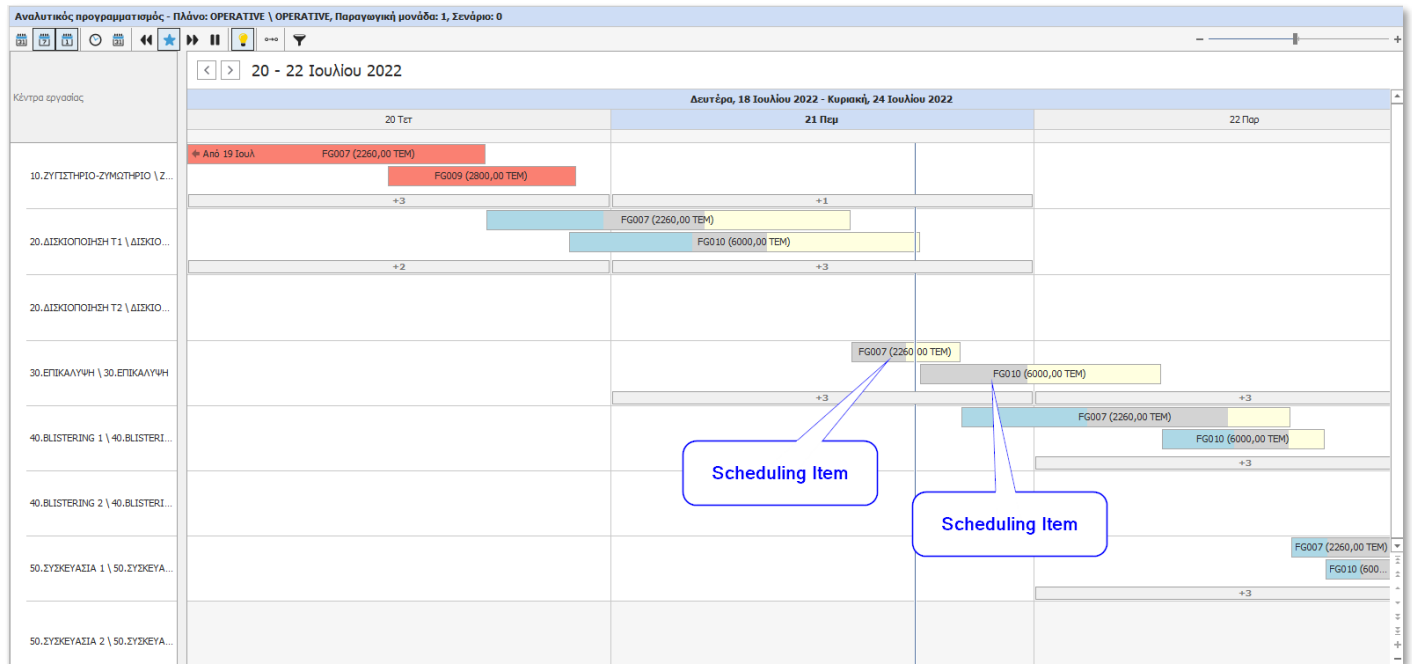 Αναλυτικός προγραμματισμός - Πλάνο: OPERATIVE \ OPERATIVE, Παραγωγική μονάδα: 1, Σενάριο: 0
31 7 1 31
< > 20 - 22 Ιουλίου 2022
Κέντρα εργασίας
Δευτέρα, 18 Ιουλίου 2022 - Κυριακή, 24 Ιουλίου 2022
20 Τετ 21 Πεμ 22 Παρ
Από 19 Ιουλ FG007 (2260,00 ΤΕΜ)
10.ΖΥΓΙΣΤΗΡΙΟ-ΖΥΜΩΤΗΡΙΟ \ Ζ...
FG009 (2800,00 ΤΕΜ)
+3 +1
FG007 (2260,00 ΤΕΜ)
20.ΔΙΣΚΙΟΠΟΙΗΣΗ Τ1 \ ΔΙΣΚΙΟ...
FG010 (6000,00 ΤΕΜ)
+2 +3
20.ΔΙΣΚΙΟΠΟΙΗΣΗ Τ2 \ ΔΙΣΚΙΟ...
FG007 (2260,00 ΤΕΜ)
30.ΕΠΙΚΑΛΥΨΗ \ 30.ΕΠΙΚΑΛΥΨΗ
FG010 (6000,00 ΤΕΜ)
+3 +3
FG007 (2260,00 ΤΕΜ)
40.BLISTERING 1 \ 40.BLISTERI...
FG010 (6000,00 ΤΕΜ)
+3
Scheduling Item
40.BLISTERING 2 \ 40.BLISTERI...
Scheduling Item
FG007 (2260,00 ΤΕΜ)
50.ΣΥΣΚΕΥΑΣΙΑ 1 \ 50.ΣΥΣΚΕΥΑ...
FG010 (600...
+3
50.ΣΥΣΚΕΥΑΣΙΑ 2 \ 50.ΣΥΣΚΕΥΑ...